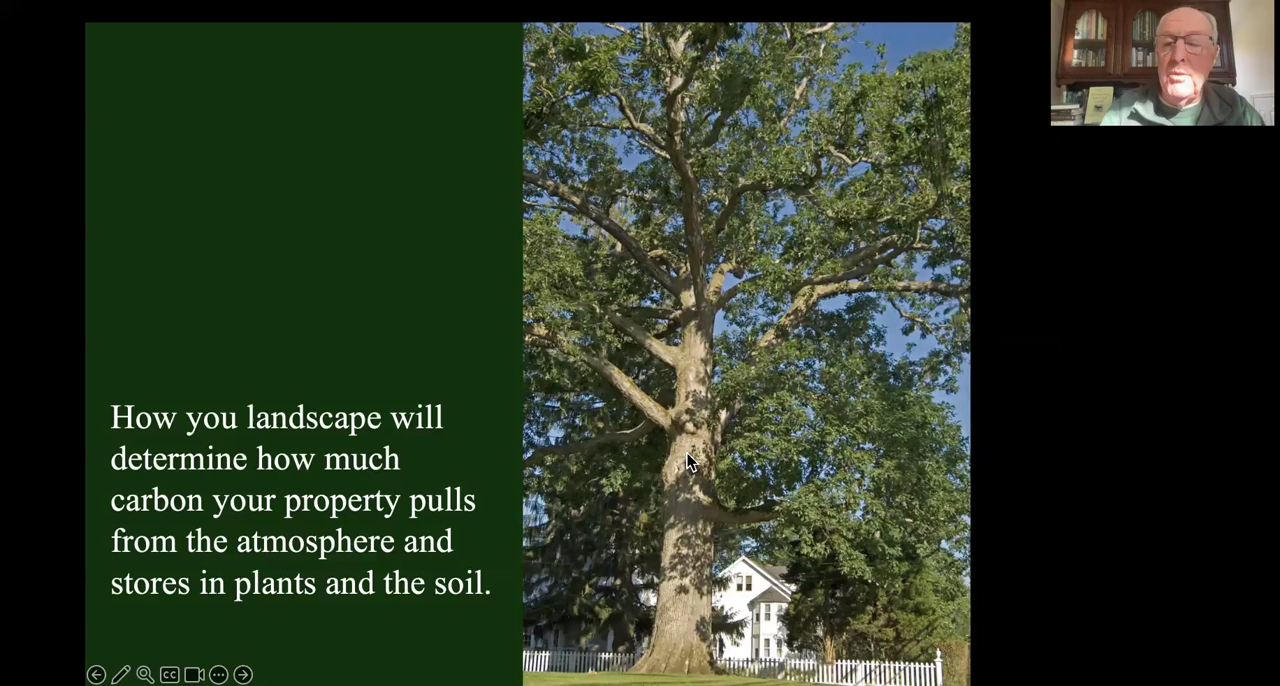 How you landscape will
determine how much
carbon your property pulls
from the atmosphere and
stores in plants and the soil.
CC